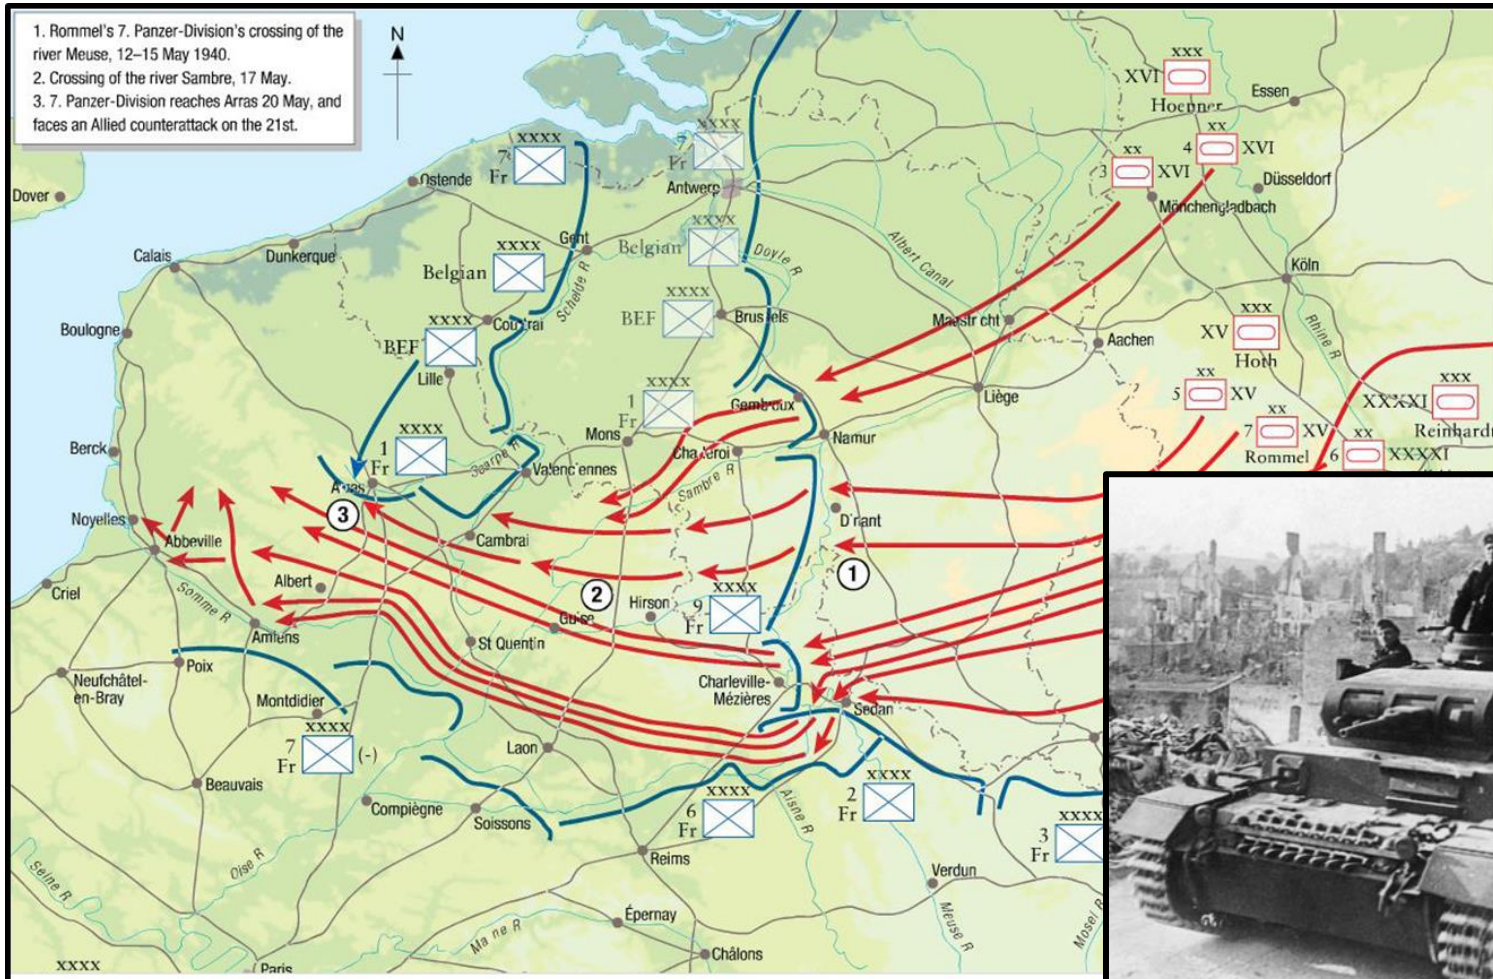 1. Rommel's 7. Panzer-Division's crossing of the
river Meuse, 12–15 May 1940.
2. Crossing of the river Sambre, 17 May.
3. 7. Panzer-Division reaches Arras 20 May, and
faces an Allied counterattack on the 21st.
N
XXX
XVI
Hoepner
Essen
XX
4 XVI
XX
3 XVI
Düsseldorf
Mönchengladbach
Köln
Rhine R
XXX
XV
Hoth
XX
5 XV
XX
7 XV
Rommel
XXX
XXXXI
Reinhardt
XX
6 XXXXI
Dover
Ostende
XXXX
7
Fr
XXXX
7
Fr
Antwerp
Calais
Dunkerque
Gent
Schelde R
XXXX
Belgian
XXXX
Belgian
Doyle R
Albert Canal
Boulogne
Courtrai
XXXX
BEF
XXXX
BEF
Brussels
Maastricht
Aachen
Lille
Liège
Gembloux
XXXX
1
Fr
Berck
XXXX
1
Fr
Mons
Charleroi
Namur
Scarpe R
Valenciennes
Sambre R
Arras
3
Noyelles
Abbeville
Cambrai
Dinant
1
Criel
Albert
2
Hirson
XXXX
9
Fr
Somme R
Amiens
Guise
St Quentin
Neufchâtel-
en-Bray
Poix
Charleville-
Mézières
Sedan
Montdidier
XXXX
7
Fr
(-)
Laon
Beauvais
Compiègne
Soissons
XXXX
6
Fr
Aisne R
XXXX
2
Fr
XXXX
3
Fr
Reims
Verdun
Seine R
Oise R
Marne R
Épernay
Châlons
Meuse R
Mosel R
XXXX
Paris